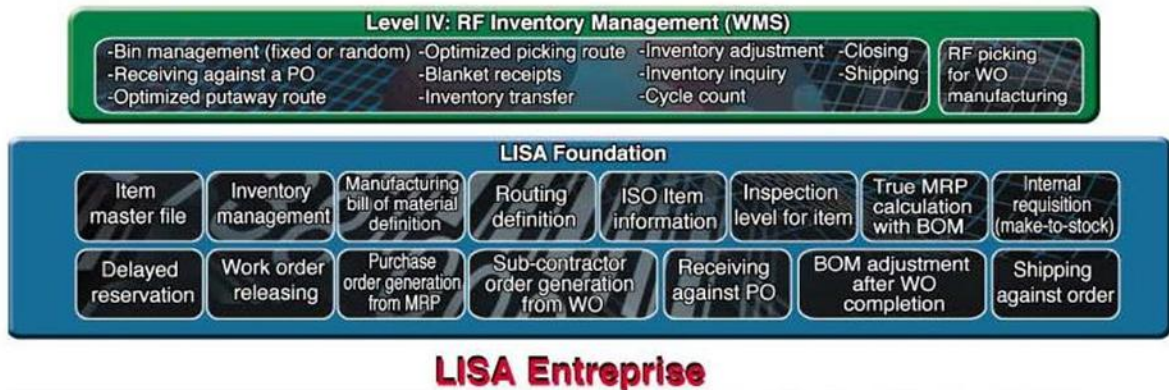 Level IV: RF Inventory Management (WMS)
-Bin management (fixed or random)
-Receiving against a PO
-Optimized putaway route
-Optimized picking route
-Blanket receipts
-Inventory transfer
-Inventory adjustment
-Inventory inquiry
-Cycle count
-Closing
-Shipping
RF picking
for WO
manufacturing
LISA Foundation
Item
master file
Inventory
management
Manufacturing
bill of material
definition
Routing
definition
ISO Item
information
Inspection
level for item
True MRP
calculation
with BOM
Internal
requisition
(make-to-stock)
Delayed
reservation
Work order
releasing
Purchase
order generation
from MRP
Sub-contractor
order generation
from WO
Receiving
against PO
BOM adjustment
after WO
completion
Shipping
against order
LISA Entreprise